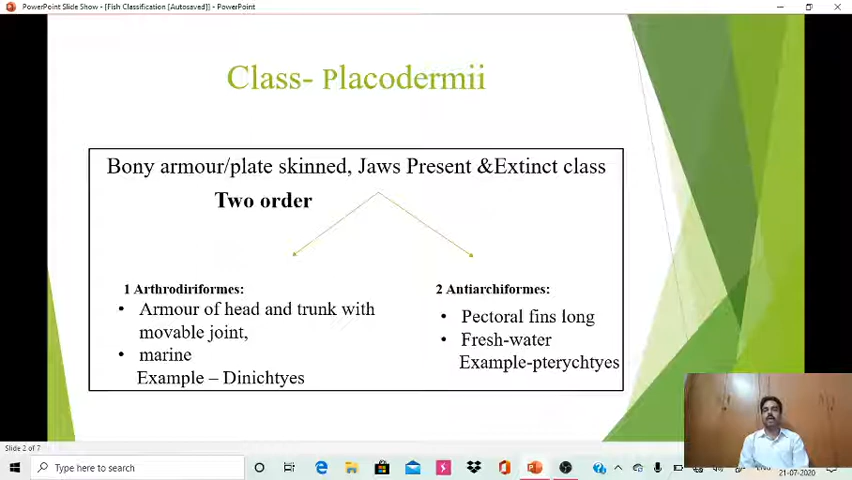 PowerPoint Slide Show - [Fish Classification [Autosaved]] - PowerPoint
Class- Placodermii
Bony armour/plate skinned, Jaws Present &Extinct class
Two order
1 Arthrodiriformes:
• Armour of head and trunk with
movable joint,
• marine
Example – Dinichtyes
2 Antiarchiformes:
• Pectoral fins long
• Fresh-water
Example-pterychtyes
Slide 2 of 7
Type here to search
21-07-2020